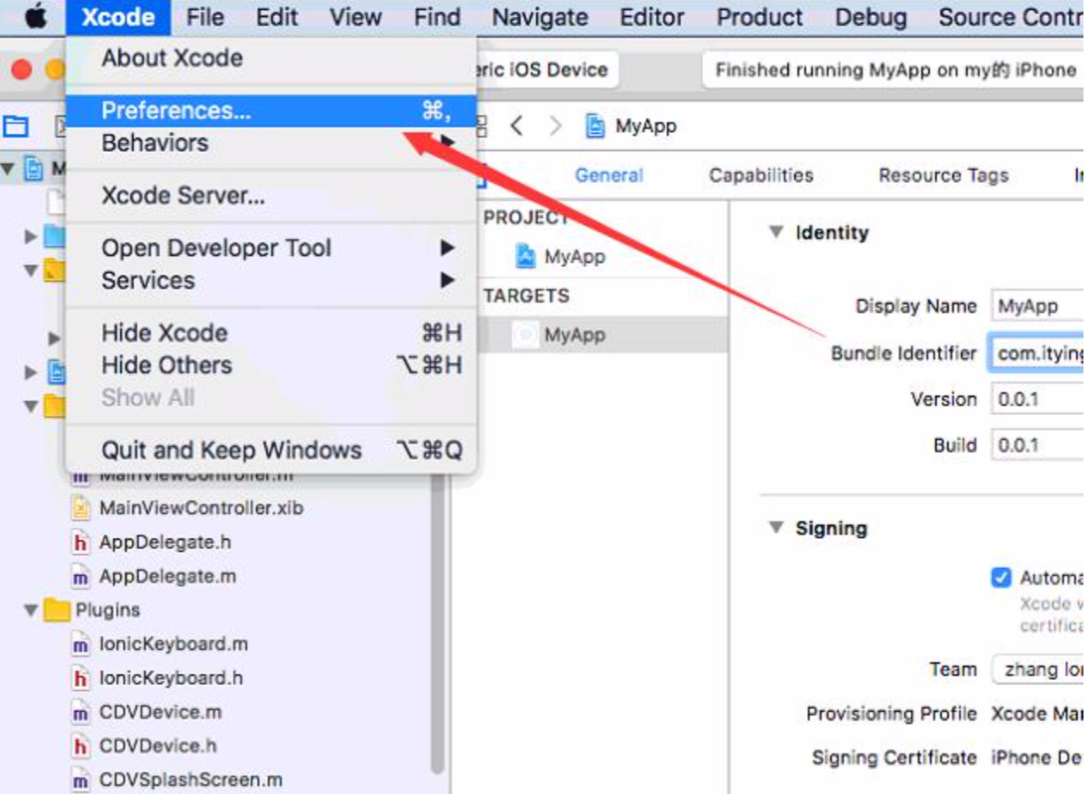 Xcode File Edit View Find Navigate Editor Product Debug Source Contr
About Xcode
Preferences... ⌘,
Behaviors
Xcode Server...
Open Developer Tool
Services
Hide Xcode ⌘H
Hide Others ⌥⌘H
Show All
Quit and Keep Windows ⌥⌘Q
eric iOS Device
Finished running MyApp on my的 iPhone
MyApp
General Capabilities Resource Tags
PROJECT
MyApp
TARGETS
MyApp
Identity
Display Name MyApp
Bundle Identifier com.itying
Version 0.0.1
Build 0.0.1
Signing
Automa
Xcode w
certifica
Team zhang lo
Provisioning Profile Xcode Mar
Signing Certificate iPhone De
M
MainViewController.m
MainViewController.xib
AppDelegate.h
AppDelegate.m
Plugins
IonicKeyboard.m
IonicKeyboard.h
CDVDevice.m
CDVDevice.h
CDVSplashScreen.m